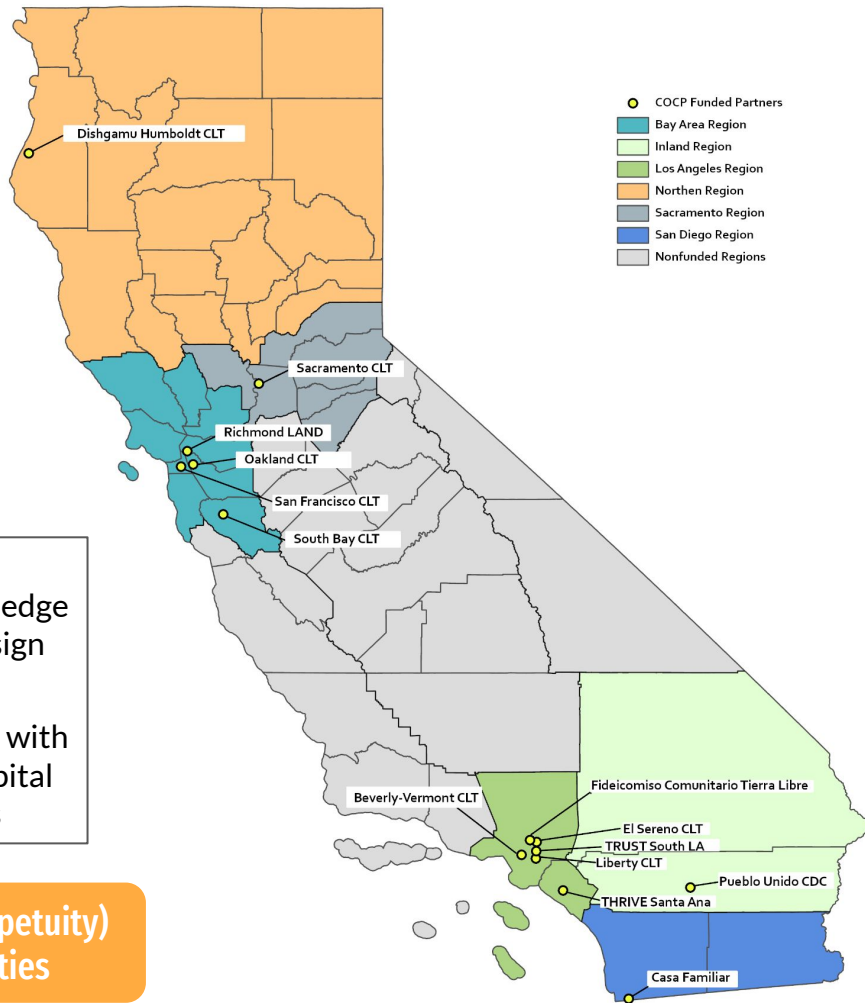 COCP Funded Partners
Bay Area Region
Inland Region
Los Angeles Region
Northen Region
Sacramento Region
San Diego Region
Nonfunded Regions
Dishgamu Humboldt CLT
Sacramento CLT
Richmond LAND
Oakland CLT
San Francisco CLT
South Bay CLT
edge
sign
with
pital
Beverly-Vermont CLT
Fideicomiso Comunitario Tierra Libre
El Sereno CLT
TRUST South LA
Liberty CLT
Pueblo Unido CDC
THRIVE Santa Ana
Casa Familiar
petuity)
ties